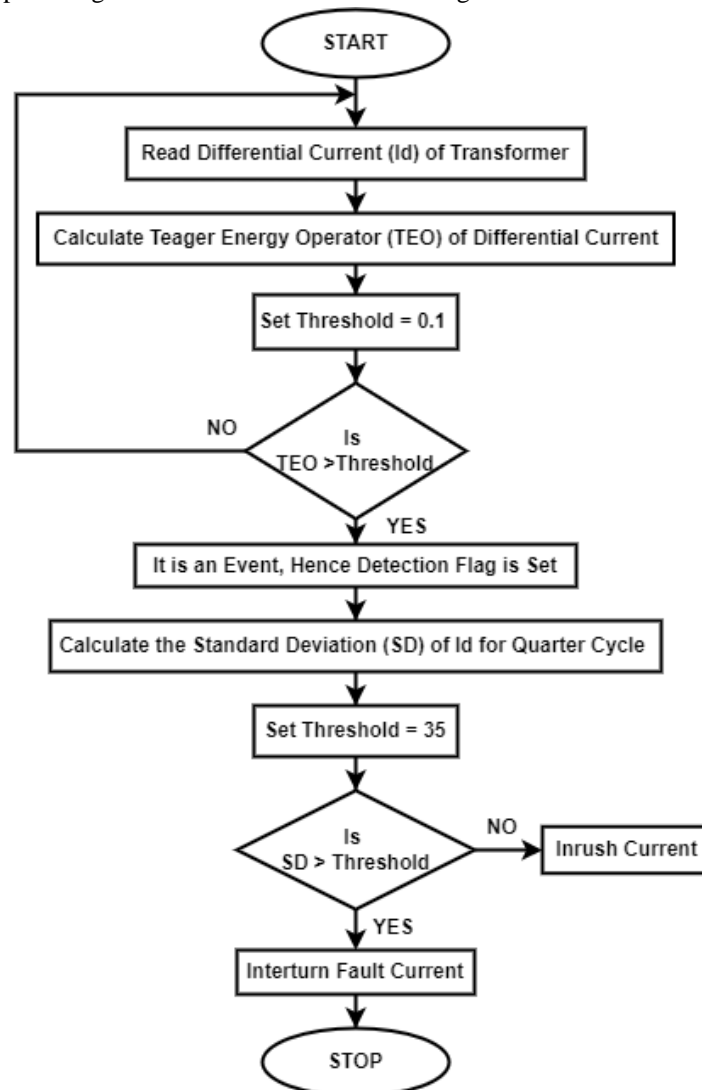 START
Read Differential Current (Id) of Transformer
Calculate Teager Energy Operator (TEO) of Differential Current
Set Threshold = 0.1
NO
Is
TEO >Threshold
YES
It is an Event, Hence Detection Flag is Set
Calculate the Standard Deviation (SD) of Id for Quarter Cycle
Set Threshold = 35
Is
SD > Threshold
NO
Inrush Current
YES
Interturn Fault Current
STOP